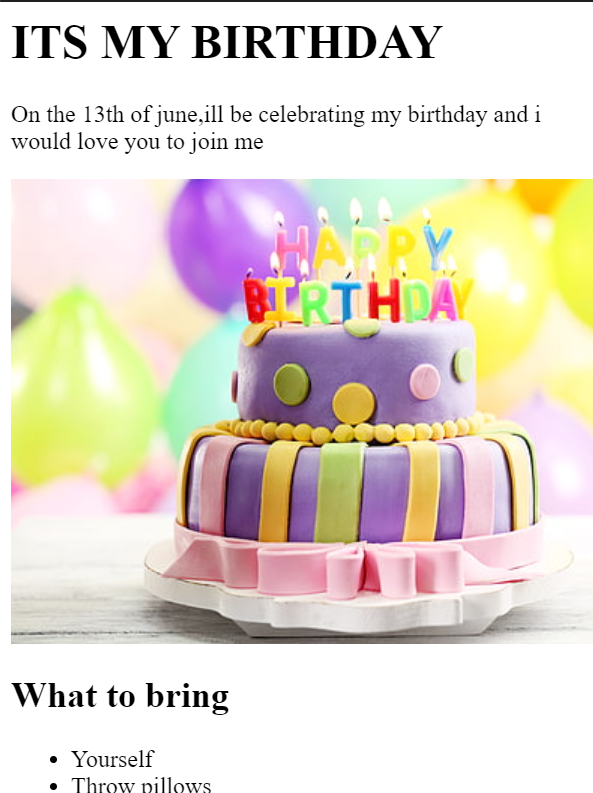 ITS MY BIRTHDAY
On the 13th of june,ill be celebrating my birthday and i
would love you to join me
HAPPY
BIRTHDAY
What to bring
Yourself
Throw pillows